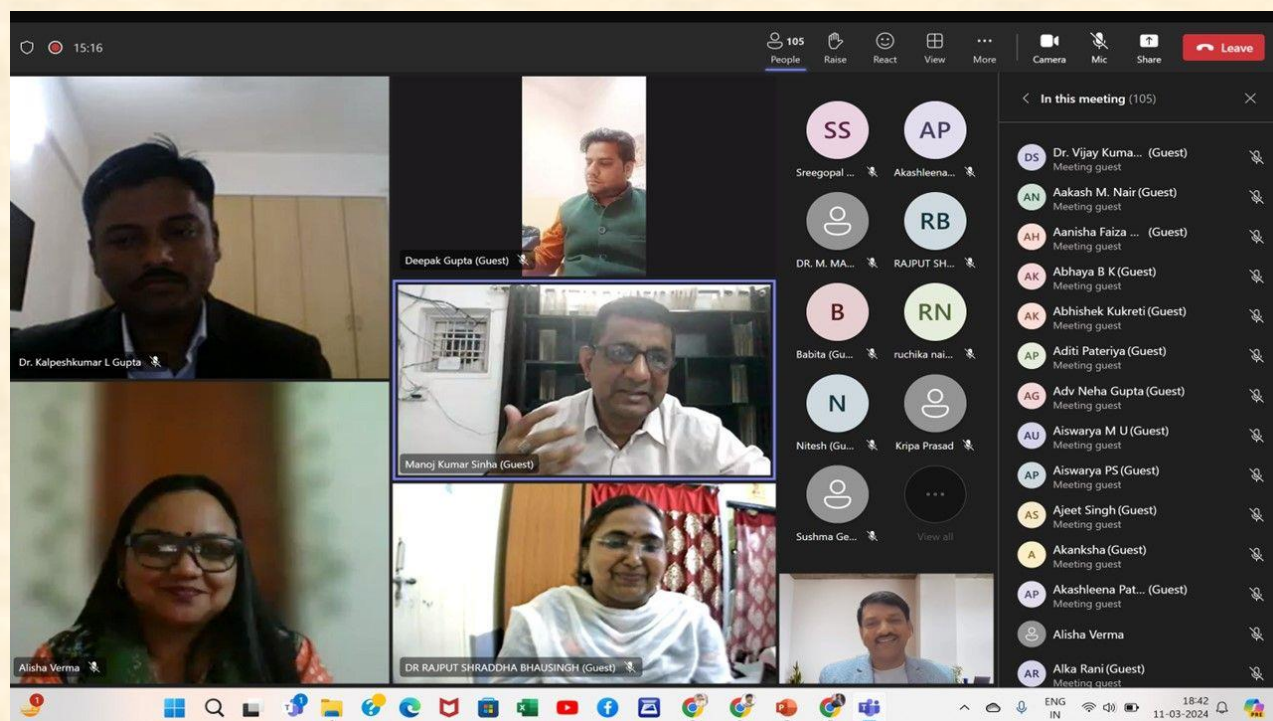 15:16
105
People
Raise
React
View
More
Camera
Mic
Share
Leave
Dr. Kalpeshkumar L Gupta
Deepak Gupta (Guest)
Manoj Kumar Sinha (Guest)
Alisha Verma
DR RAJPUT SHRADDHA BHAUSINGH (Guest)
SS
Sreegopal ...
AP
Akashleena...
DR. M. MA...
RB
RAJPUT SH...
B
Babita (Gu...
RN
ruchika nai...
N
Nitesh (Gu...
Kripa Prasad
Sushma Ge...
View all
In this meeting (105)
DS
Dr. Vijay Kuma... (Guest)
Meeting guest
AN
Aakash M. Nair (Guest)
Meeting guest
AH
Aanisha Faiza ... (Guest)
Meeting guest
AK
Abhaya B K (Guest)
Meeting guest
AK
Abhishek Kukreti (Guest)
Meeting guest
AP
Aditi Pateriya (Guest)
Meeting guest
AG
Adv Neha Gupta (Guest)
Meeting guest
AU
Aiswarya M U (Guest)
Meeting guest
AP
Aiswarya PS (Guest)
Meeting guest
AS
Ajeet Singh (Guest)
Meeting guest
A
Akanksha (Guest)
Meeting guest
AP
Akashleena Pat... (Guest)
Meeting guest
Alisha Verma
AR
Alka Rani (Guest)
Meeting guest
1
1
ENG
IN
18:42
11-03-2024
PRE